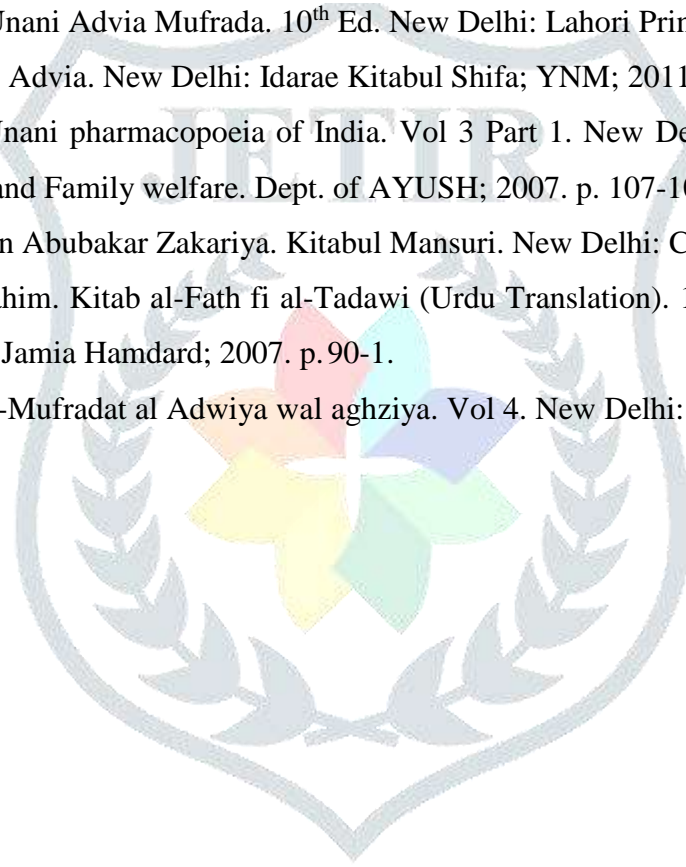 Unani Advia Mufrada. 10th Ed. New Delhi: Lahori Prin
Advia. New Delhi: Idarae Kitabul Shifa; YNM; 2011
Unani pharmacopoeia of India. Vol 3 Part 1. New De
and Family welfare. Dept. of AYUSH; 2007. p. 107-10
n Abubakar Zakariya. Kitabul Mansuri. New Delhi: C
ahim. Kitab al-Fath fi al-Tadawi (Urdu Translation). 1
Jamia Hamdard; 2007. p.90-1.
-Mufradat al Adwiya wal aghziya. Vol 4. New Delhi:
JETIR